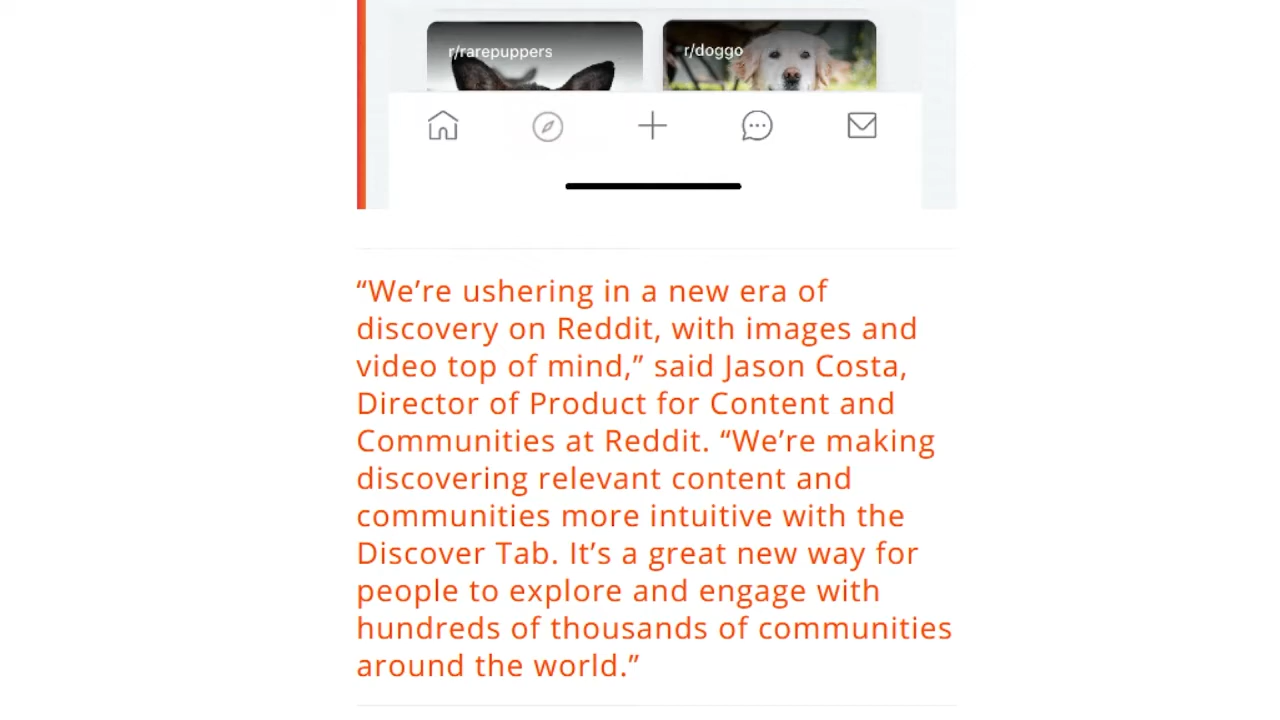 r/rarepuppers
r/doggo
“We’re ushering in a new era of
discovery on Reddit, with images and
video top of mind,” said Jason Costa,
Director of Product for Content and
Communities at Reddit. “We’re making
discovering relevant content and
communities more intuitive with the
Discover Tab. It’s a great new way for
people to explore and engage with
hundreds of thousands of communities
around the world.”